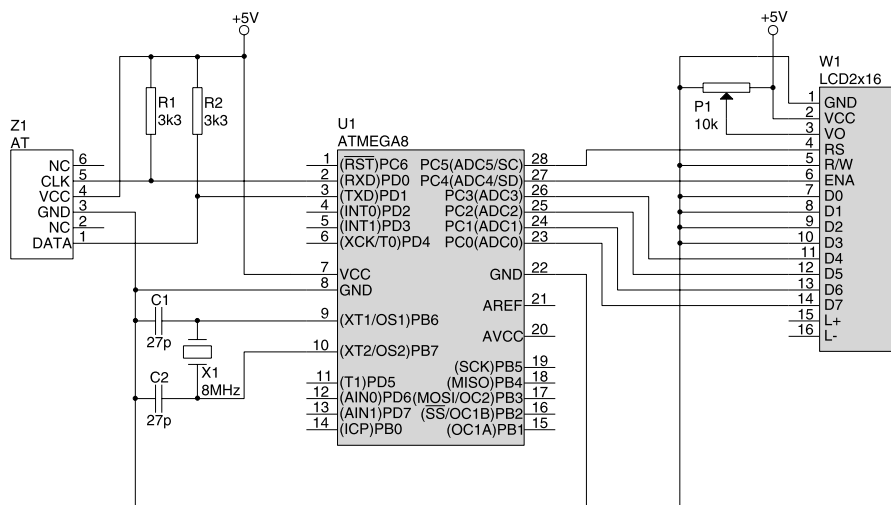 +5V
+5V
W1
LCD2x16
R1
3k3
R2
3k3
P1
10k
Z1
AT
NC 6
CLK 5
VCC 4
GND 3
NC 2
DATA 1
U1
ATMEGA8
1 (RST)PC6 PC5(ADC5/SC) 28
2 (RXD)PD0 PC4(ADC4/SD) 27
3 (TXD)PD1 PC3(ADC3) 26
4 (INT0)PD2 PC2(ADC2) 25
5 (INT1)PD3 PC1(ADC1) 24
6 (XCK/T0)PD4 PC0(ADC0) 23
7 VCC GND 22
8 GND
AREF 21
9 (XT1/OS1)PB6
AVCC 20
10 (XT2/OS2)PB7
(SCK)PB5 19
11 (T1)PD5 (MISO)PB4 18
12 (AIN0)PD6 (MOSI/OC2)PB3 17
13 (AIN1)PD7 (SS/OC1B)PB2 16
14 (ICP)PB0 (OC1A)PB1 15
1 GND
2 VCC
3 VO
4 RS
5 R/W
6 ENA
7 D0
8 D1
9 D2
10 D3
11 D4
12 D5
13 D6
14 D7
15 L+
16 L-
C1
27p
X1
8MHz
C2
27p